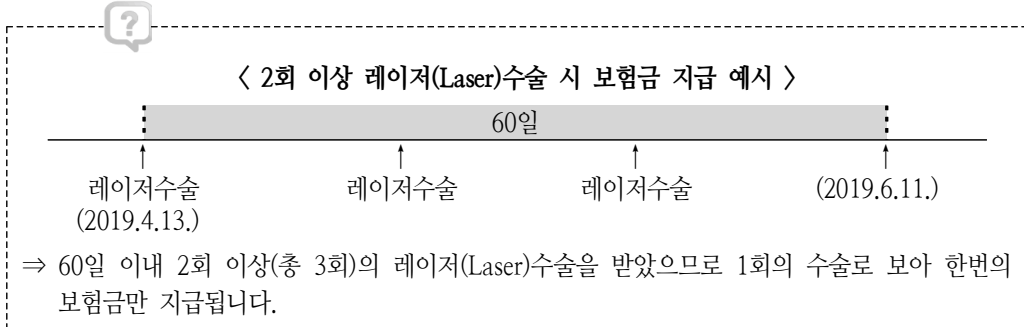 ?
〈 2회 이상 레이저(Laser)수술 시 보험금 지급 예시 〉
60일
레이저수술 레이저수술 레이저수술 (2019.6.11.)
(2019.4.13.)
⇒ 60일 이내 2회 이상(총 3회)의 레이저(Laser)수술을 받았으므로 1회의 수술로 보아 한번의
보험금만 지급됩니다.